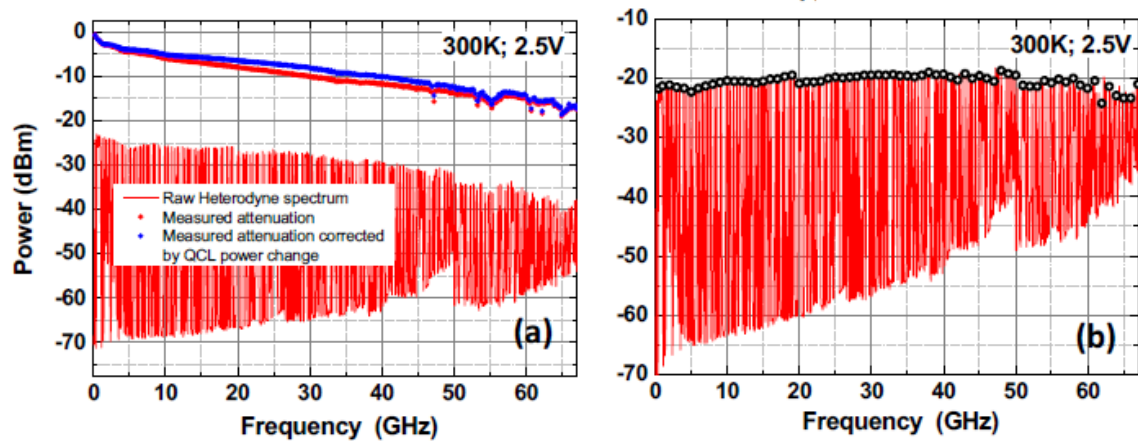 0
-10
-20
-30
-40
-50
-60
-70
Power (dBm)
300K; 2.5V
Raw Heterodyne spectrum
Measured attenuation
Measured attenuation corrected
by QCL power change
(a)
0 10 20 30 40 50 60
Frequency (GHz)
-10
-20
-30
-40
-50
-60
-70
300K; 2.5V
(b)
0 10 20 30 40 50 60
Frequency (GHz)